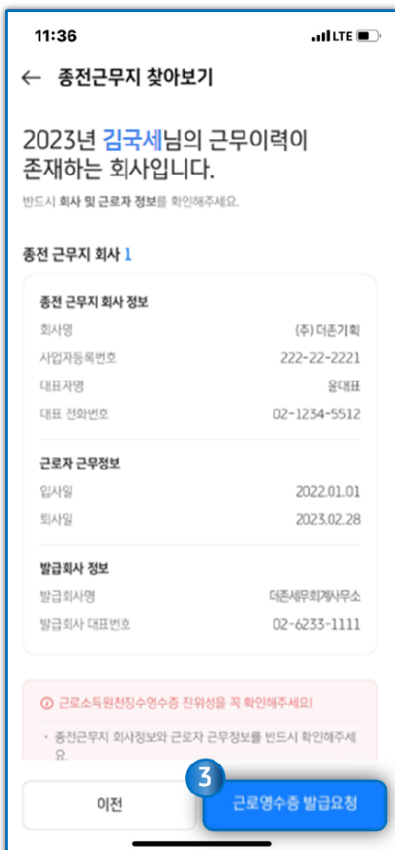 11:36
LTE
← 종전근무지 찾아보기
2023년 김국세님의 근무이력이
존재하는 회사입니다.
반드시 회사 및 근로자 정보를 확인해주세요.
종전 근무지 회사 1
종전 근무지 회사 정보
회사명 (주)더존기획
사업자등록번호 222-22-2221
대표자명 윤대표
대표 전화번호 02-1234-5512
근로자 근무정보
입사일 2022.01.01
퇴사일 2023.02.28
발급회사 정보
발급회사명 더존세무회계사무소
발급회사 대표번호 02-6233-1111
근로소득원천징수영수증 진위성을 꼭 확인해주세요!
• 종전근무지 회사정보와 근로자 근무정보를 반드시 확인해주세
요.
3
이전 근로영수증 발급요청